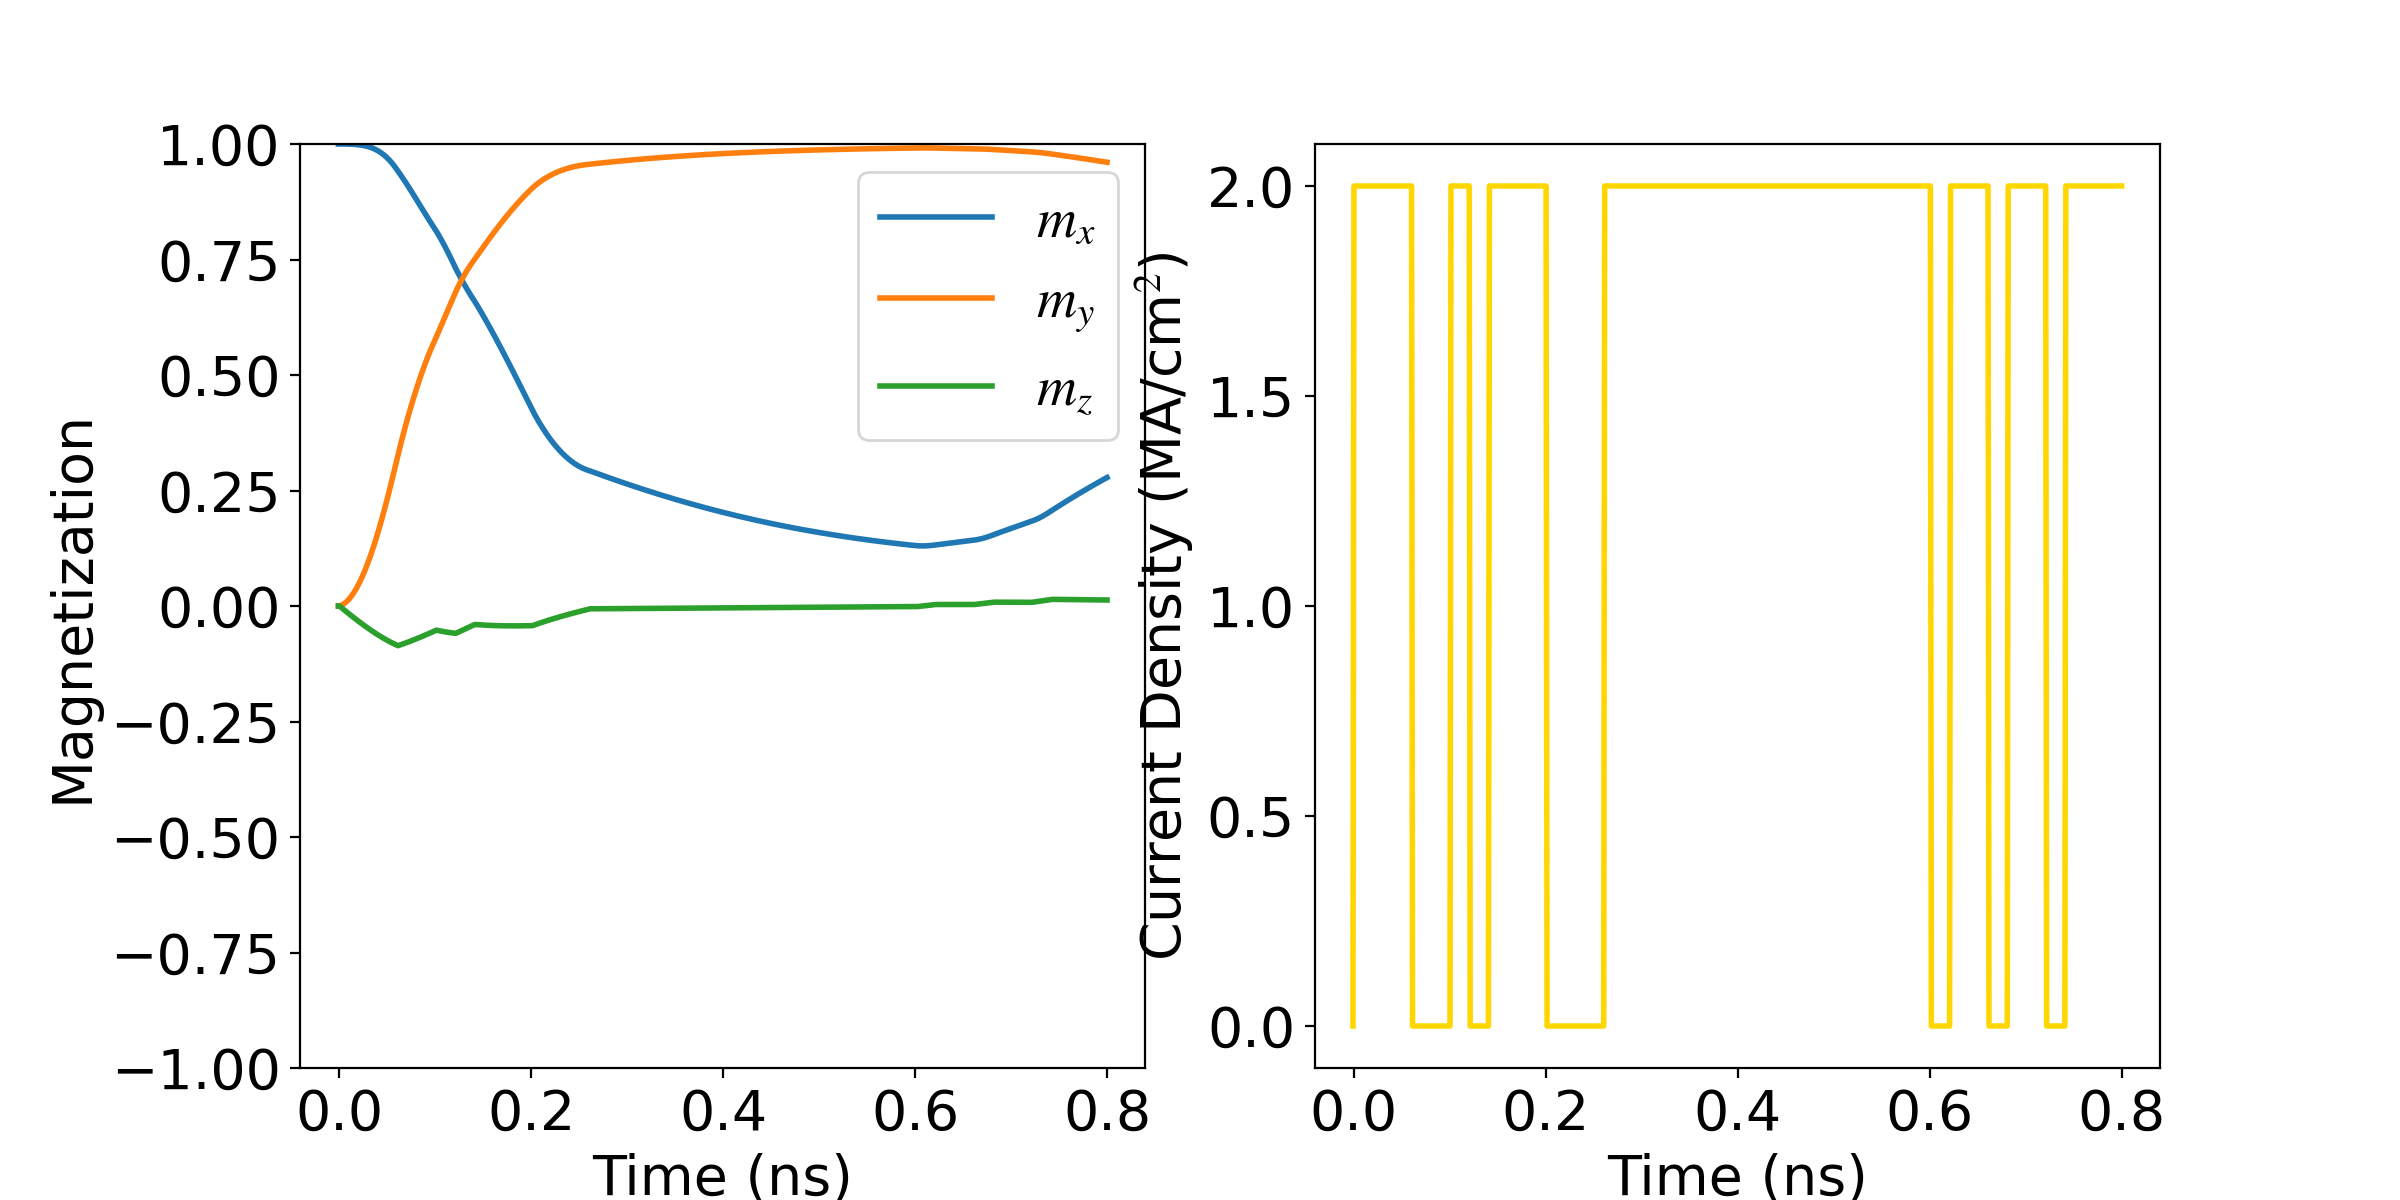 Magnetization
1.00
0.75
0.50
0.25
0.00
−0.25
−0.50
−0.75
−1.00
0.0 0.2 0.4 0.6 0.8
Time (ns)
m_x
m_y
m_z
Current Density (MA/cm²)
2.0
1.5
1.0
0.5
0.0
0.0 0.2 0.4 0.6 0.8
Time (ns)